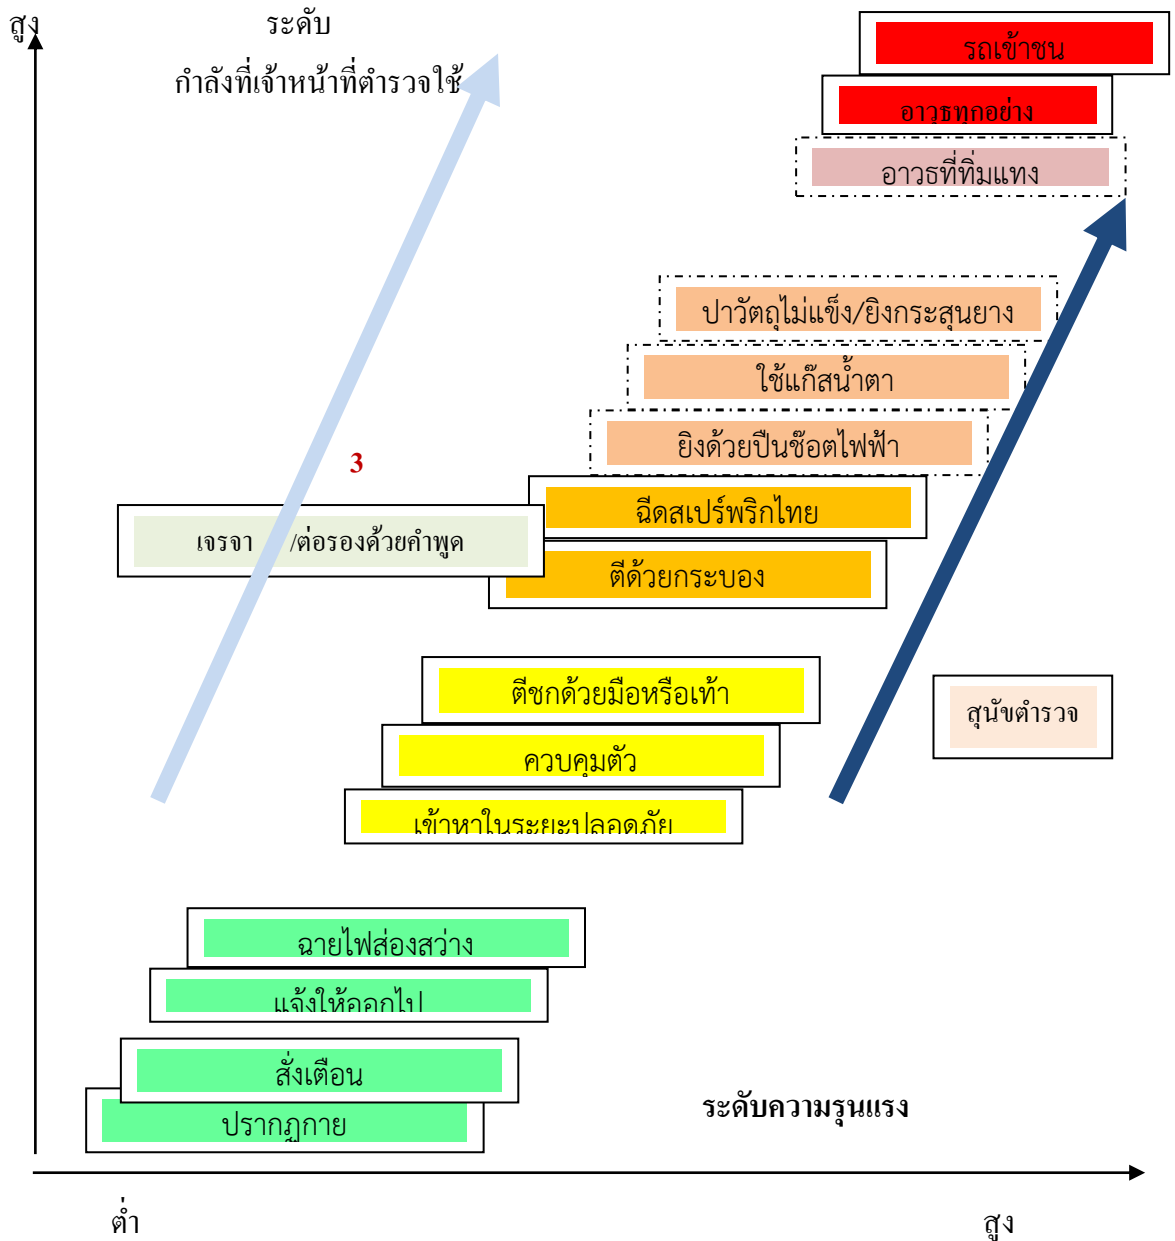 สูง
ระดับ
กำลังที่เจ้าหน้าที่ตำรวจใช้
รถเข้าชน
อาวุธทุกอย่าง
อาวุธที่ทิ่มแทง
ปาวัตถุไม่แข็ง/ยิงกระสุนยาง
ใช้แก๊สน้ำตา
ยิงด้วยปืนช๊อตไฟฟ้า
3
ฉีดสเปร์พริกไทย
เจรจา /ต่อรองด้วยคำพูด
ตีด้วยกระบอง
ตีชกด้วยมือหรือเท้า
สุนัขตำรวจ
ควบคุมตัว
เข้าหาในระยะปลอดภัย
ฉายไฟส่องสว่าง
แจ้งให้ออกไป
สั่งเตือน
ระดับความรุนแรง
ปรากฏกาย
ต่ำ
สูง